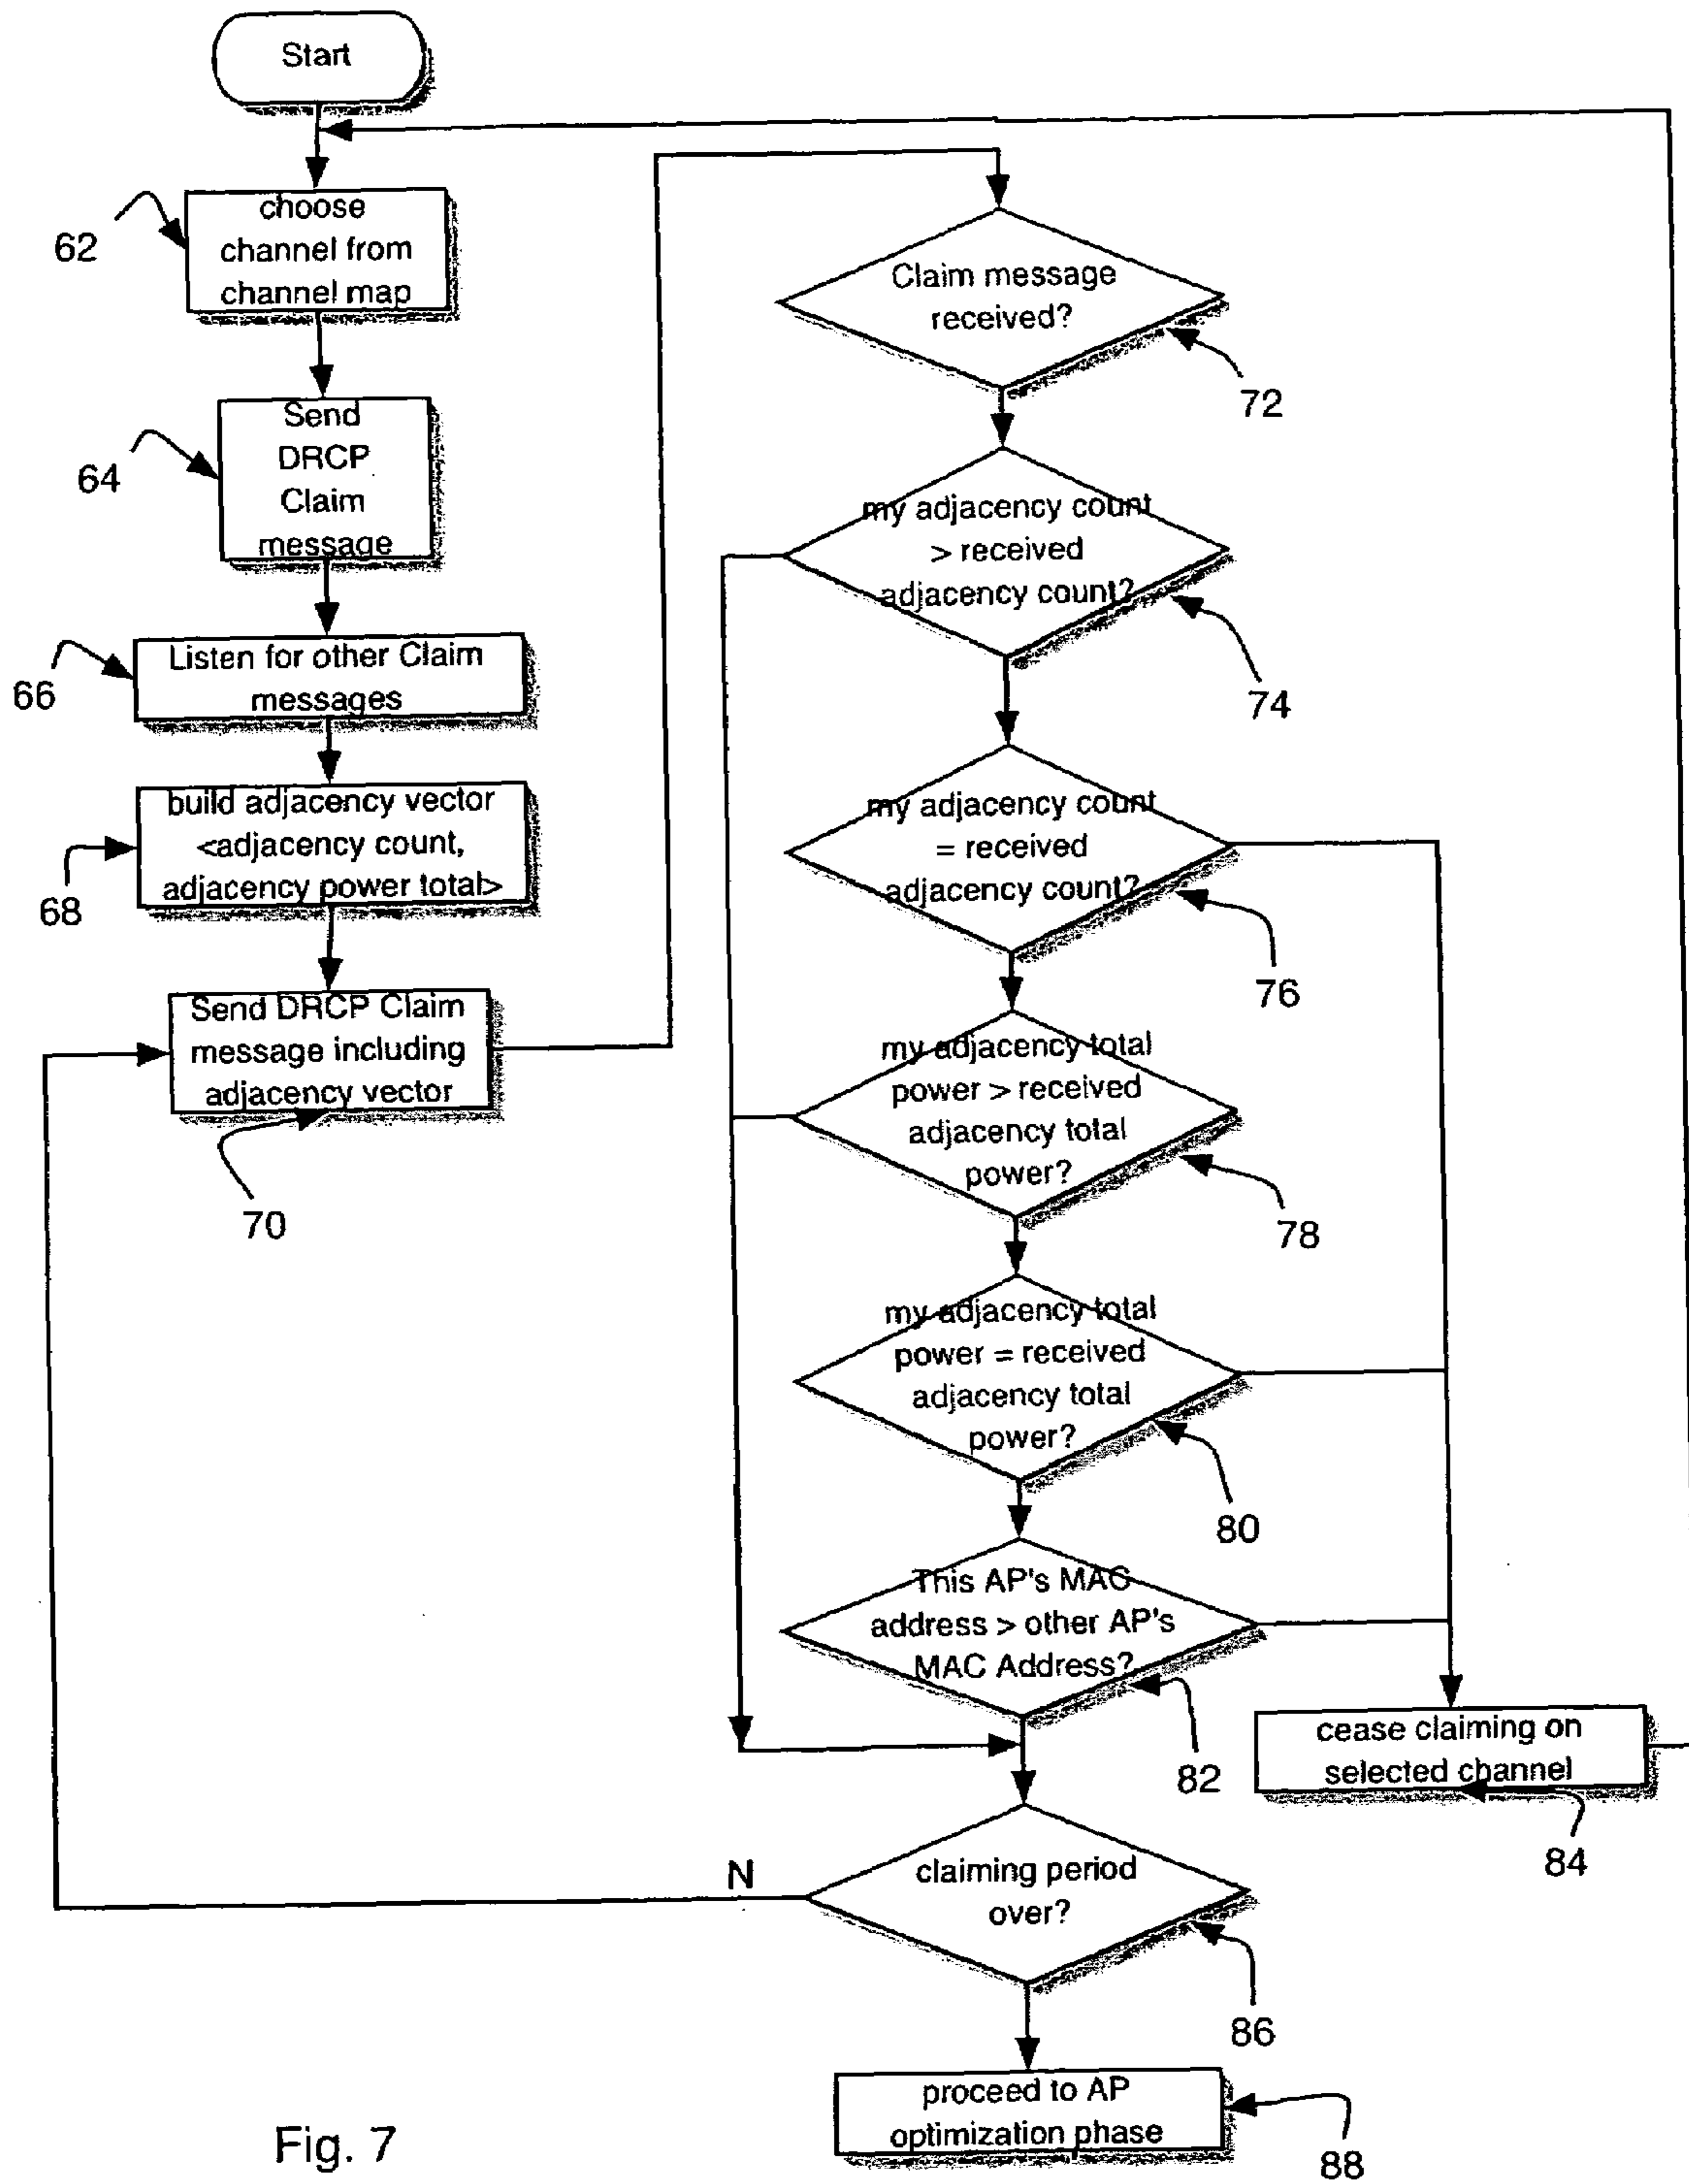 Start
62
choose
channel from
channel map
64
Send
DRCP
Claim
message
66
Listen for other Claim
messages
68
build adjacency vector
<adjacency count,
adjacency power total>
Send DRCP Claim
message including
adjacency vector
70
Claim message
received?
72
my adjacency count
> received
adjacency count?
74
my adjacency count
= received
adjacency count?
76
my adjacency total
power > received
adjacency total
power?
78
my adjacency total
power = received
adjacency total
power?
80
This AP's MAC
address > other AP's
MAC Address?
82
cease claiming on
selected channel
84
N
claiming period
over?
86
proceed to AP
optimization phase
88
Fig. 7